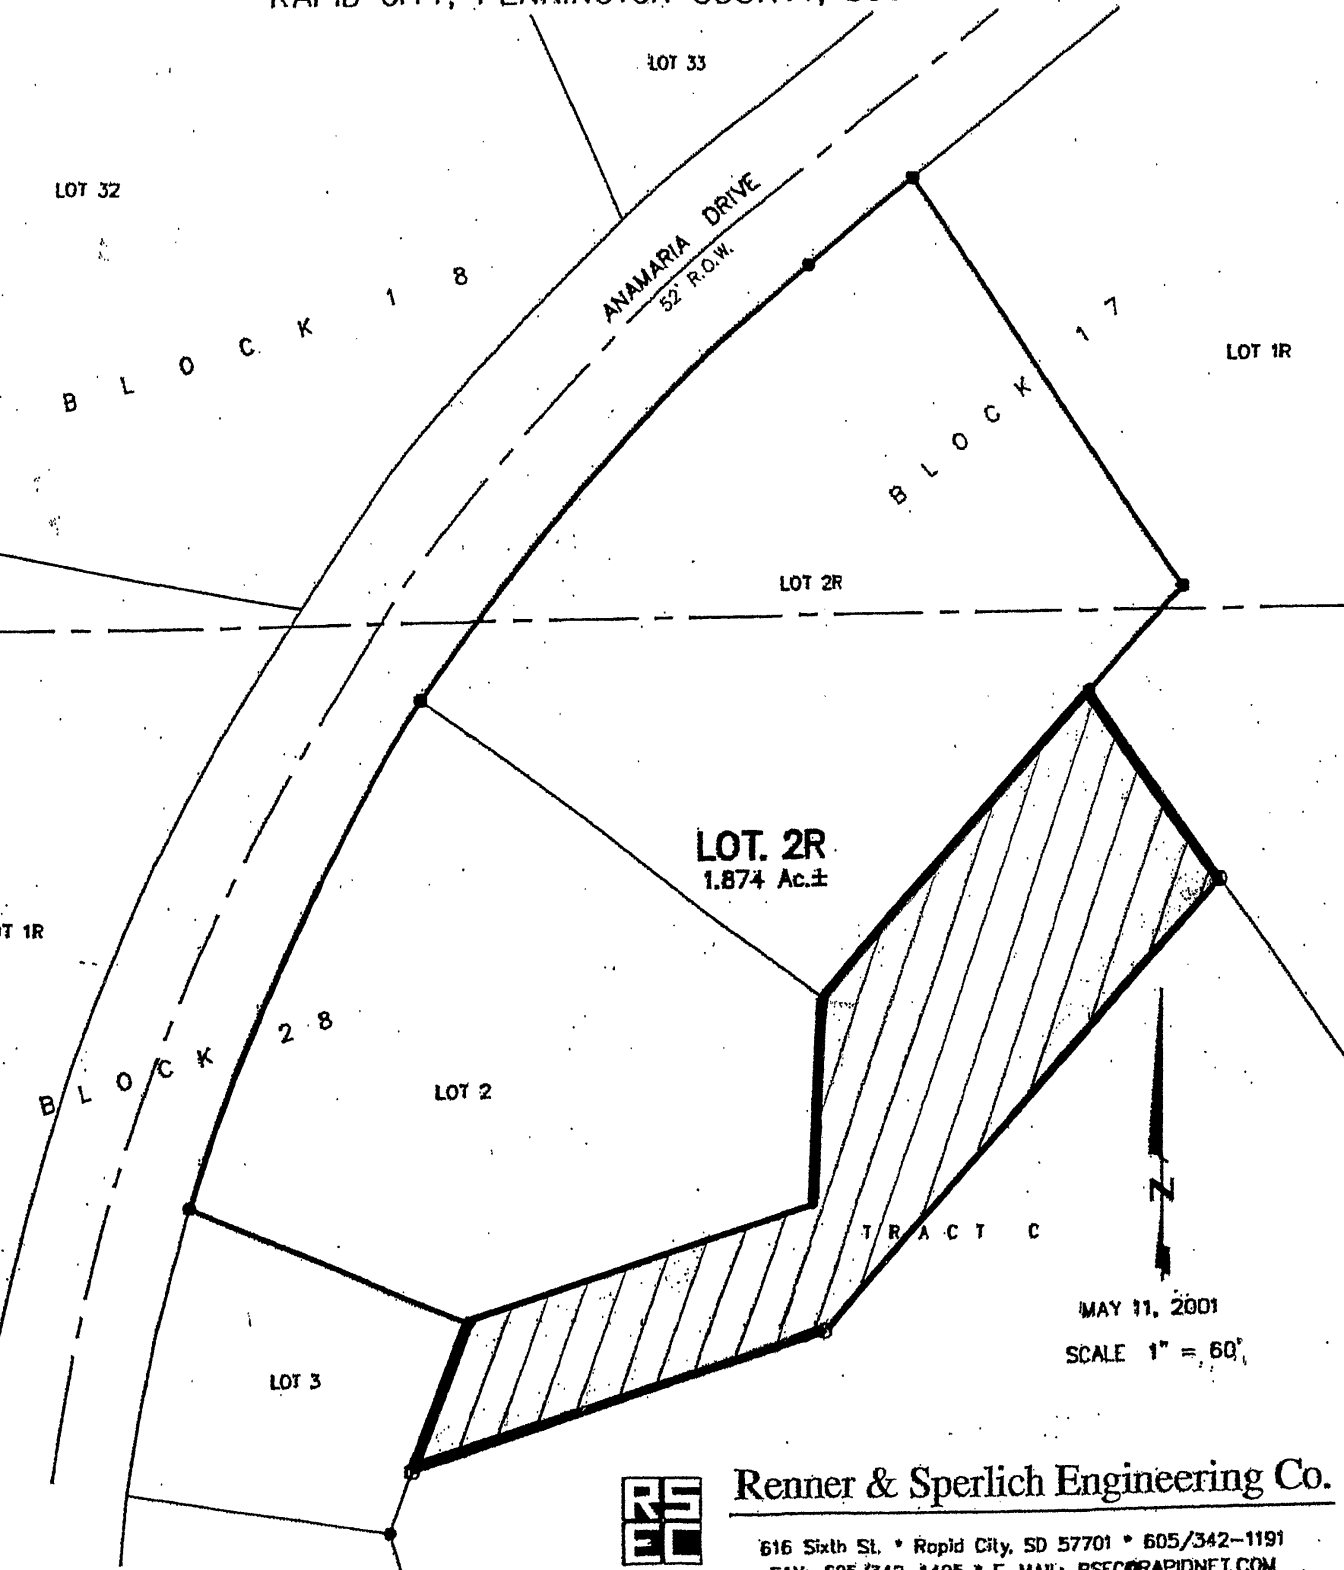 LOT 33
LOT 32
ANAMARIA DRIVE
52' R.O.W.
BLOCK 18
BLOCK 17
LOT 1R
LOT 2R
LOT. 2R
1.874 Ac.±
1R
BLOCK 28
LOT 2
TRACT C
N
MAY 11, 2001
SCALE 1" = 60'
LOT 3
RSEC
Renner & Sperlich Engineering Co.
616 Sixth St. * Rapid City, SD 57701 * 605/342-1191